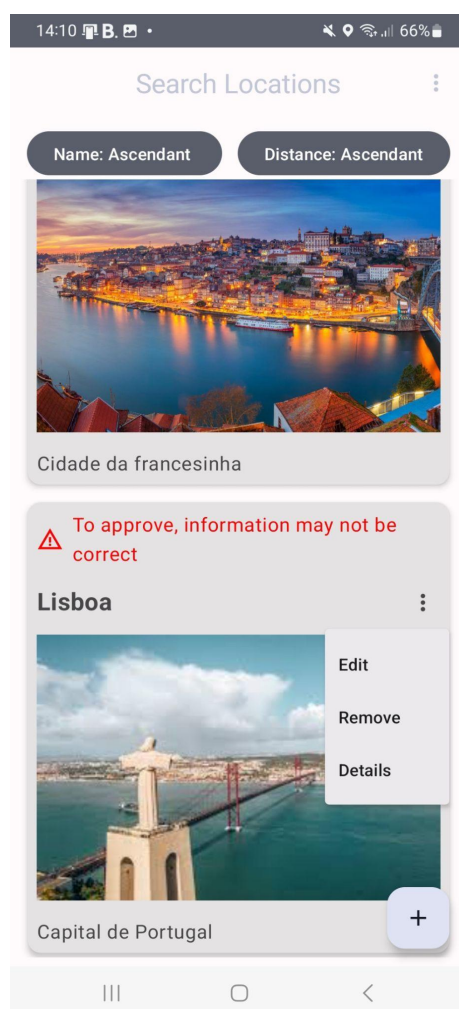 14:10 B. 66%
Search Locations
Name: Ascendant Distance: Ascendant
Cidade da francesinha
To approve, information may not be
correct
Lisboa
Edit
Remove
Details
Capital de Portugal
+